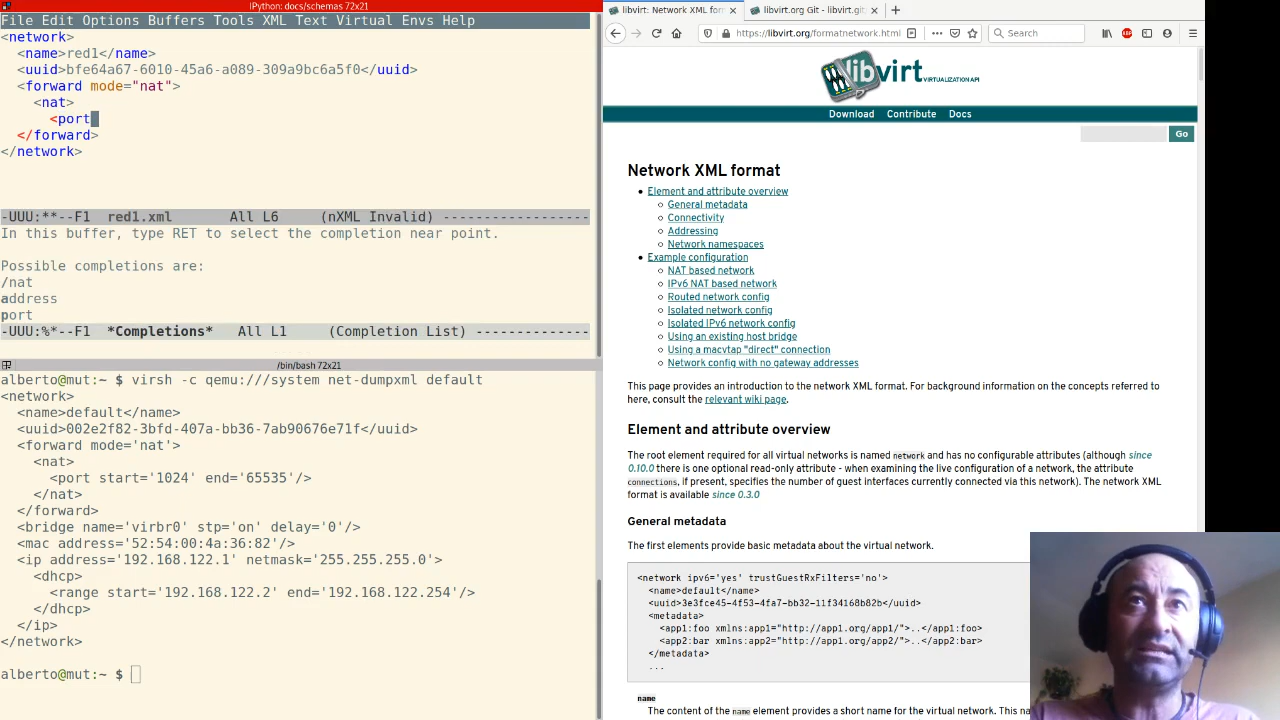 IPython: docs/schemas 72x21
File Edit Options Buffers Tools XML Text Virtual Envs Help
<network>
  <name>red1</name>
  <uuid>bfe64a67-6010-45a6-a089-309a9bc6a5f0</uuid>
  <forward mode="nat">
    <nat>
      <port
  </forward>
</network>
-UUU:**--F1  red1.xml       All L6     (nXML Invalid) ------------------
In this buffer, type RET to select the completion near point.
Possible completions are:
/nat
address
port
-UUU:%*--F1  *Completions*   All L1     (Completion List) --------------
/bin/bash 72x21
alberto@mut:~ $ virsh -c qemu:///system net-dumpxml default
<network>
  <name>default</name>
  <uuid>002e2f82-3bfd-407a-bb36-7ab90676e71f</uuid>
  <forward mode='nat'>
    <nat>
      <port start='1024' end='65535'/>
    </nat>
  </forward>
  <bridge name='virbr0' stp='on' delay='0'/>
  <mac address='52:54:00:4a:36:82'/>
  <ip address='192.168.122.1' netmask='255.255.255.0'>
    <dhcp>
      <range start='192.168.122.2' end='192.168.122.254'/>
    </dhcp>
  </ip>
</network>
alberto@mut:~ $
libvirt: Network XML for
libvirt.org Git - libvirt.git
https://libvirt.org/formatnetwork.html
Search
libvirt VIRTUALIZATION API
Download Contribute Docs
Go
Network XML format
Element and attribute overview
General metadata
Connectivity
Addressing
Network namespaces
Example configuration
NAT based network
IPv6 NAT based network
Routed network config
Isolated network config
Isolated IPv6 network config
Using an existing host bridge
Using a macvtap "direct" connection
Network config with no gateway addresses
This page provides an introduction to the network XML format. For background information on the concepts referred to
here, consult the relevant wiki page.
Element and attribute overview
The root element required for all virtual networks is named network and has no configurable attributes (although since
0.10.0 there is one optional read-only attribute - when examining the live configuration of a network, the attribute
connections, if present, specifies the number of guest interfaces currently connected via this network). The network XML
format is available since 0.3.0
General metadata
The first elements provide basic metadata about the virtual network.
<network ipv6='yes' trustGuestRxFilters='no'>
  <name>default</name>
  <uuid>3e3fce45-4f53-4fa7-bb32-11f34168b82b</uuid>
  <metadata>
    <app1:foo xmlns:app1="http://app1.org/app1/">..</app1:foo>
    <app2:bar xmlns:app2="http://app1.org/app2/">..</app2:bar>
  </metadata>
  ...
name
The content of the name element provides a short name for the virtual network. This na